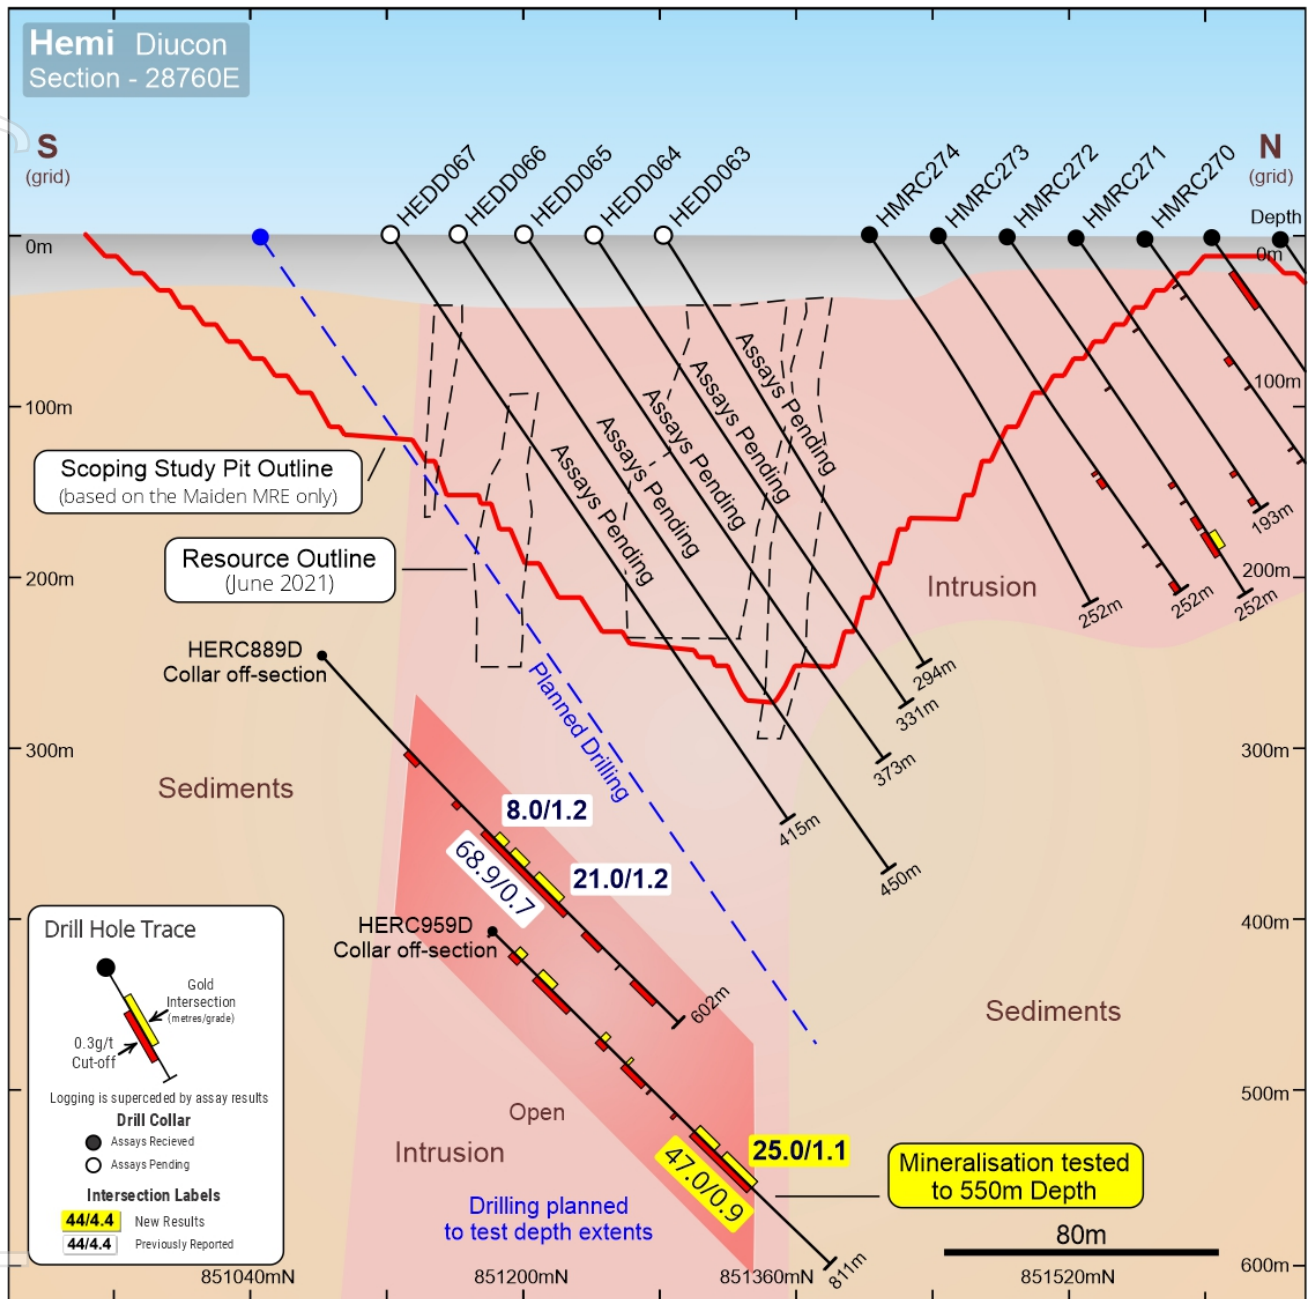 Hemi Diucon
Section - 28760E
S
(grid)
N
(grid)
HEDD067
HEDD066
HEDD065
HEDD064
HEDD063
HMRC274
HMRC273
HMRC272
HMRC271
HMRC270
Depth
0m
0m
100m
100m
200m
200m
300m
300m
400m
500m
600m
Scoping Study Pit Outline
(based on the Maiden MRE only)
Resource Outline
(June 2021)
Assays Pending
Assays Pending
Assays Pending
Assays Pending
Assays Pending
Intrusion
193m
252m
252m
252m
294m
331m
373m
415m
450m
HERC889D
Collar off-section
Planned Drilling
Sediments
8.0/1.2
68.9/0.7
21.0/1.2
602m
HERC959D
Collar off-section
Sediments
Open
Intrusion
25.0/1.1
47.0/0.9
811m
Mineralisation tested
to 550m Depth
Drilling planned
to test depth extents
80m
851040mN
851200mN
851360mN
851520mN
Drill Hole Trace
Gold
Intersection
(metres/grade)
0.3g/t
Cut-off
Logging is superceded by assay results
Drill Collar
Assays Recieved
Assays Pending
Intersection Labels
44/4.4 New Results
44/4.4 Previously Reported